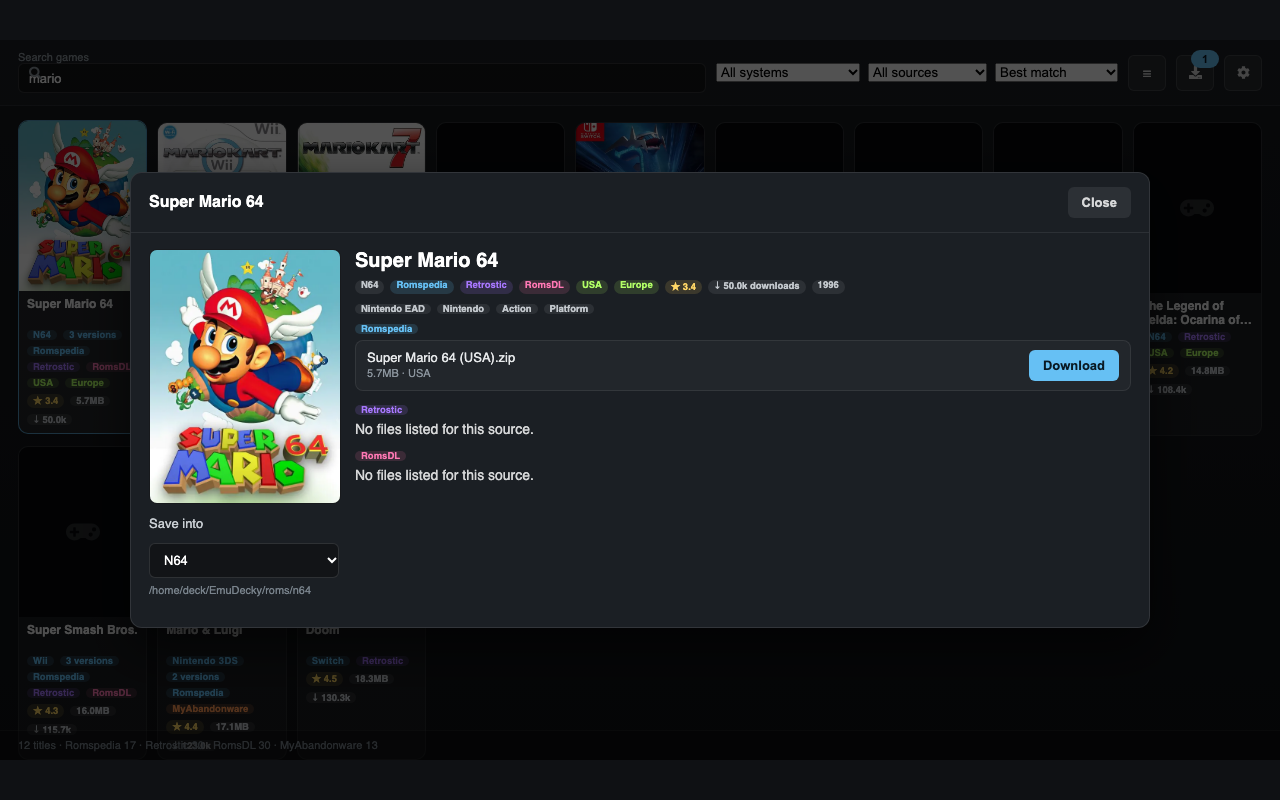 Search games
mario
All systems
All sources
Best match
1
Wii
MARIOKART
Wii
MARIOKART 7
Super Mario 64
Close
SUPER
MARIO 64
Super Mario 64
N64 Romspedia Retrostic RomsDL USA Europe ★ 3.4 ↓ 50.0k downloads 1996
Nintendo EAD Nintendo Action Platform
Romspedia
Super Mario 64 (USA).zip
5.7MB · USA
Download
Retrostic
No files listed for this source.
RomsDL
No files listed for this source.
Save into
N64
/home/deck/EmuDecky/roms/n64
SUPER
MARIO
Super Mario 64
N64 3 versions
Romspedia
Retrostic RomsDL
USA Europe
★ 3.4 5.7MB
↓ 50.0k
he Legend of
elda: Ocarina of...
N64 Retrostic
USA Europe
★ 4.2 14.8MB
↓ 108.4k
Super Smash Bros.
Wii 3 versions
Romspedia
Retrostic RomsDL
★ 4.3 16.0MB
↓ 115.7k
Mario & Luigi
Nintendo 3DS
2 versions
Romspedia
MyAbandonware
★ 4.4 17.1MB
Doom
Switch Retrostic
★ 4.5 18.3MB
↓ 130.3k
12 titles · Romspedia 17 · RomsDL 30 · MyAbandonware 13